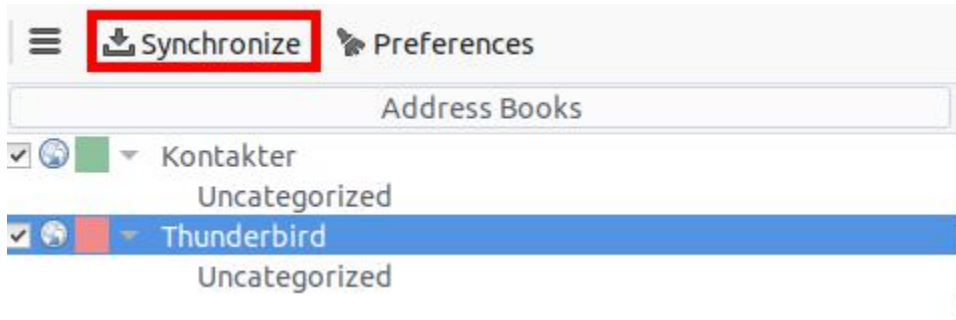 Synchronize Preferences
Address Books
Kontakter
Uncategorized
Thunderbird
Uncategorized